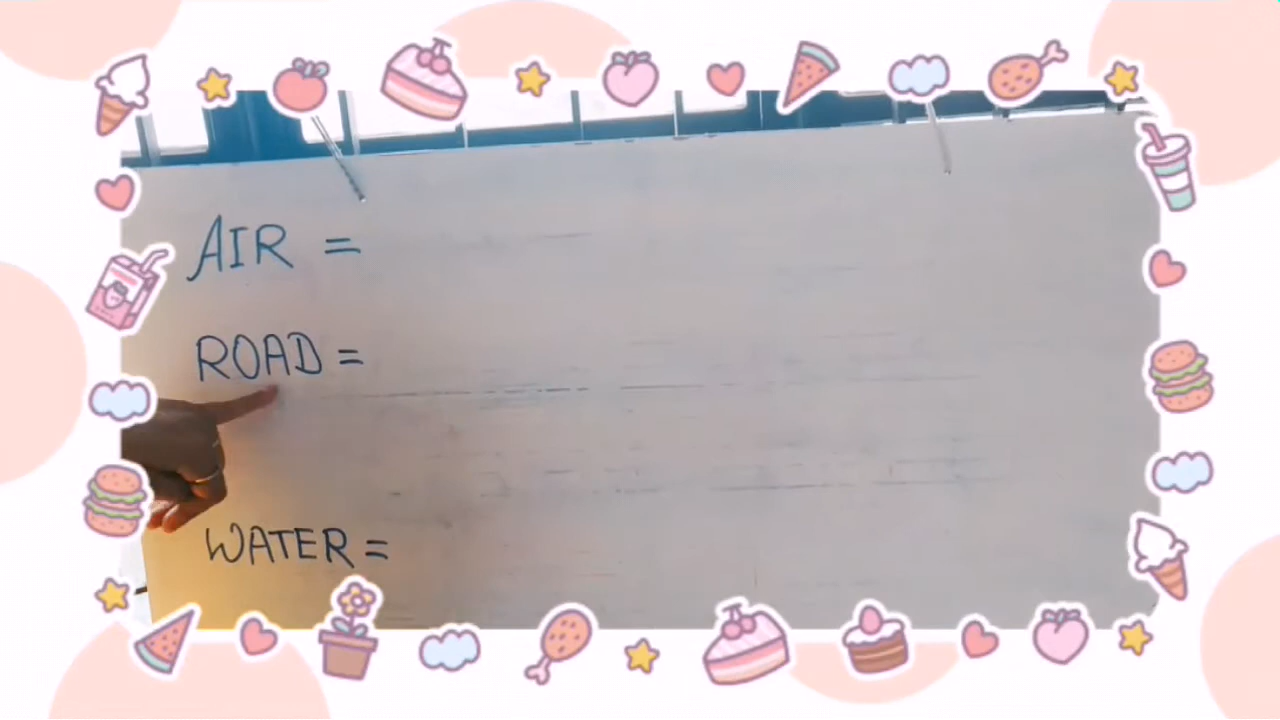 AIR =
ROAD =
WATER =